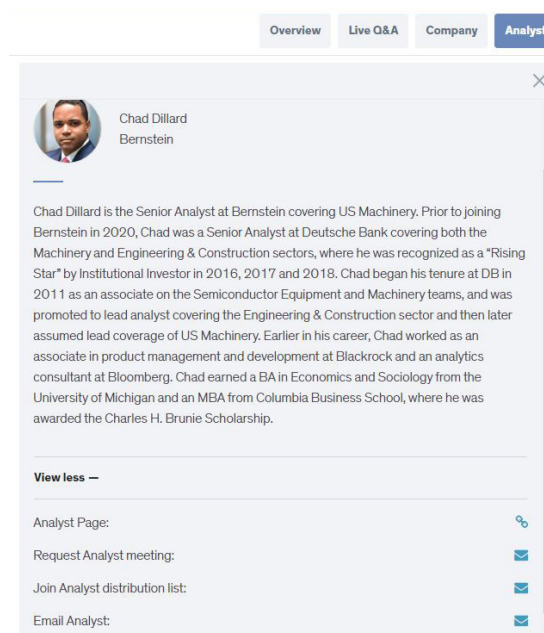 Overview Live Q&A Company Analyst
Chad Dillard
Bernstein
Chad Dillard is the Senior Analyst at Bernstein covering US Machinery. Prior to joining
Bernstein in 2020, Chad was a Senior Analyst at Deutsche Bank covering both the
Machinery and Engineering & Construction sectors, where he was recognized as a “Rising
Star” by Institutional Investor in 2016, 2017 and 2018. Chad began his tenure at DB in
2011 as an associate on the Semiconductor Equipment and Machinery teams, and was
promoted to lead analyst covering the Engineering & Construction sector and then later
assumed lead coverage of US Machinery. Earlier in his career, Chad worked as an
associate in product management and development at Blackrock and an analytics
consultant at Bloomberg. Chad earned a BA in Economics and Sociology from the
University of Michigan and an MBA from Columbia Business School, where he was
awarded the Charles H. Brunie Scholarship.
View less —
Analyst Page:
Request Analyst meeting:
Join Analyst distribution list:
Email Analyst: